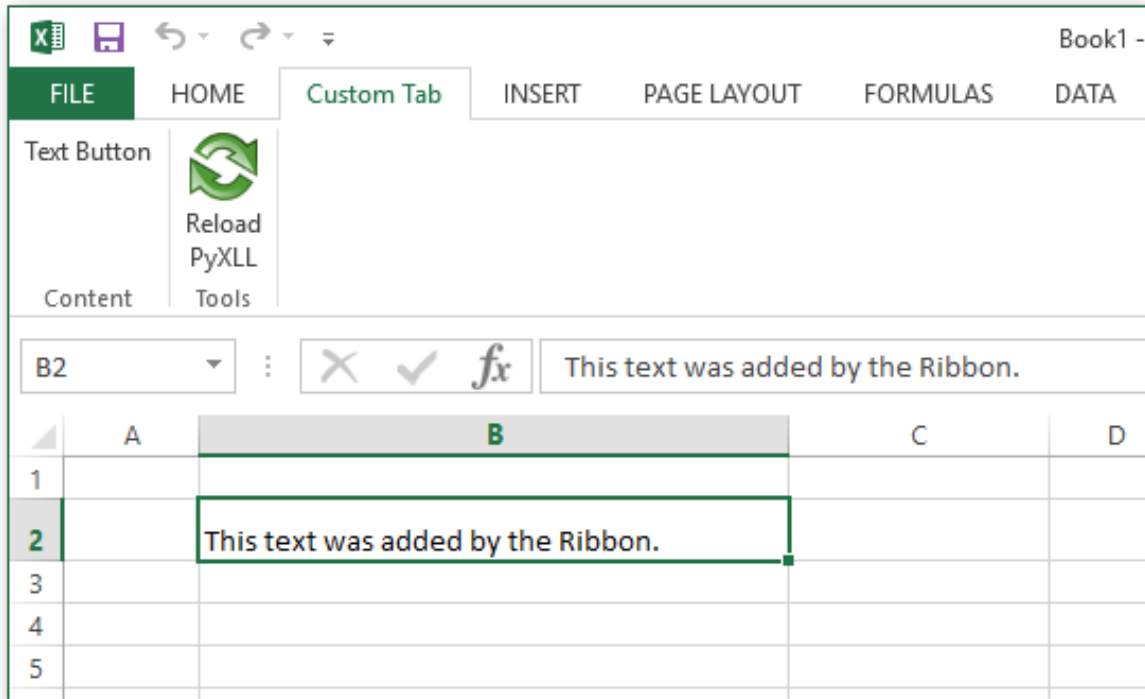 Book1 -
FILE HOME Custom Tab INSERT PAGE LAYOUT FORMULAS DATA
Text Button
Reload
PyXLL
Content Tools
B2 fx This text was added by the Ribbon.
A B C D
1
2 This text was added by the Ribbon.
3
4
5